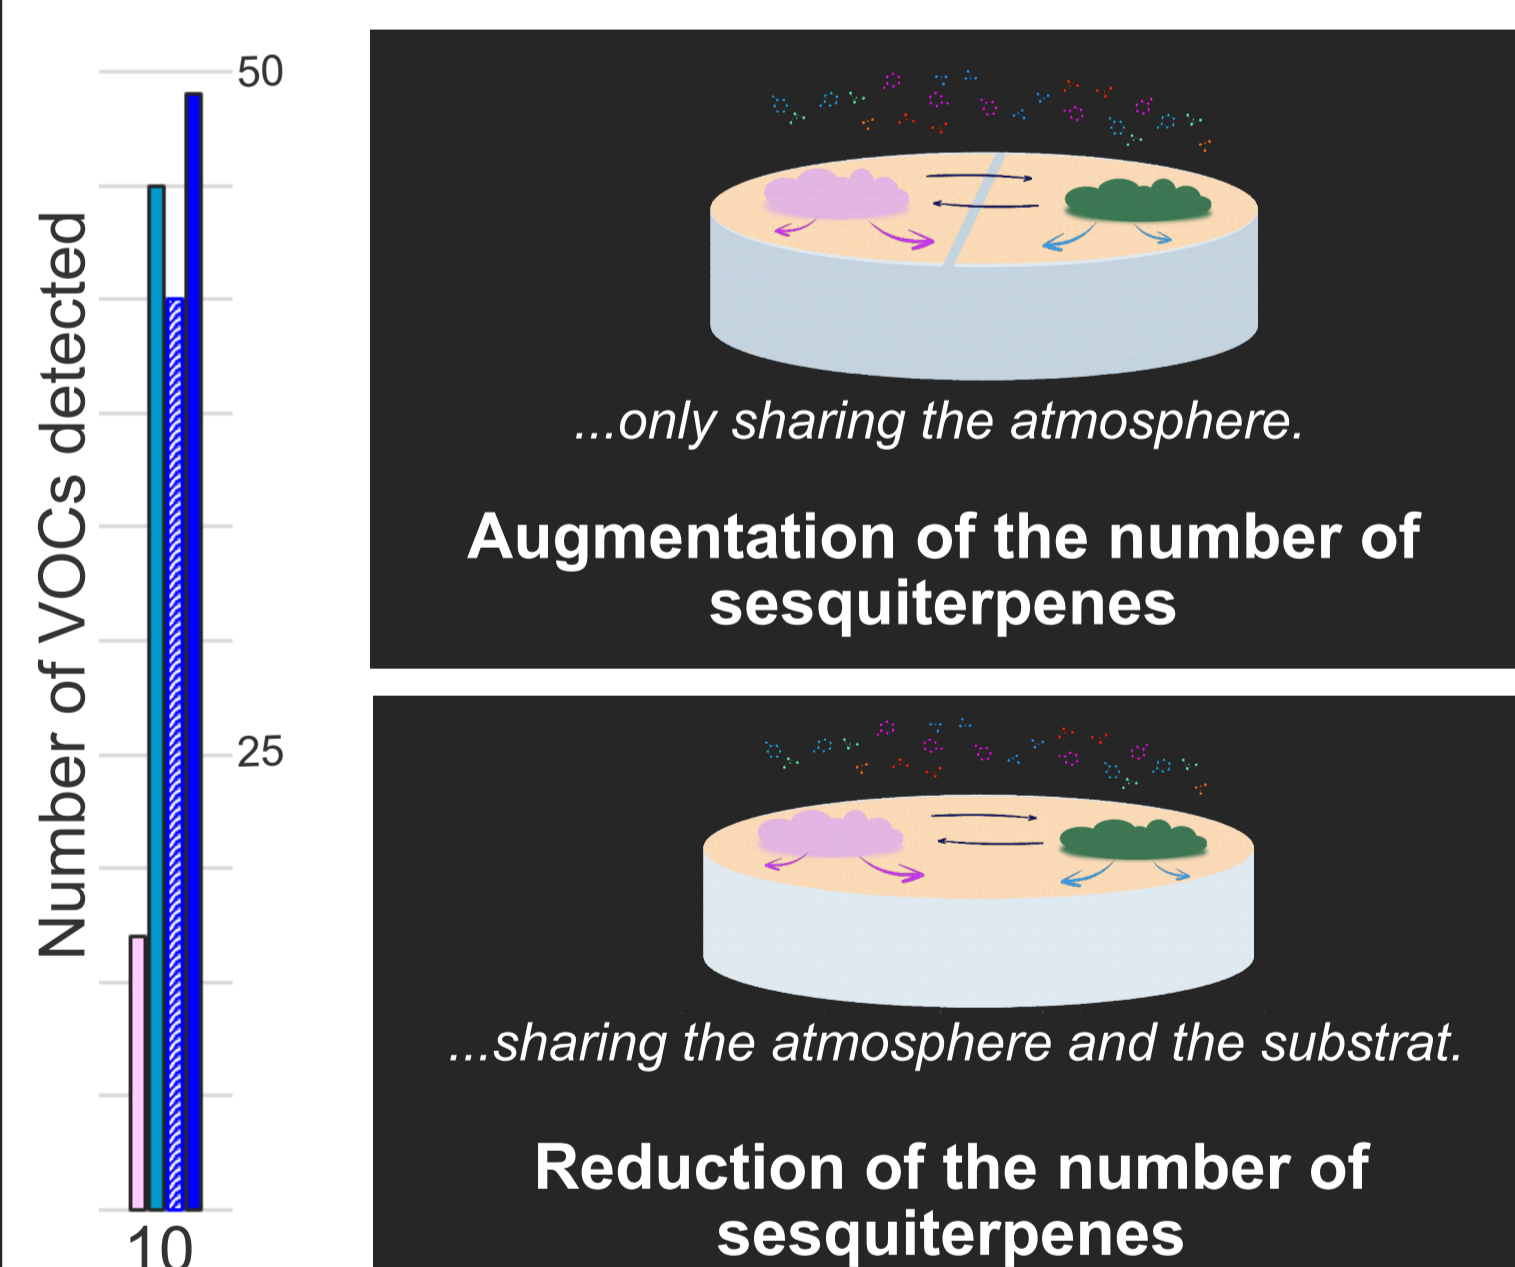 50
Number of VOCs detected
25
10
...only sharing the atmosphere.
Augmentation of the number of
sesquiterpenes
...sharing the atmosphere and the substrat.
Reduction of the number of
sesquiterpenes